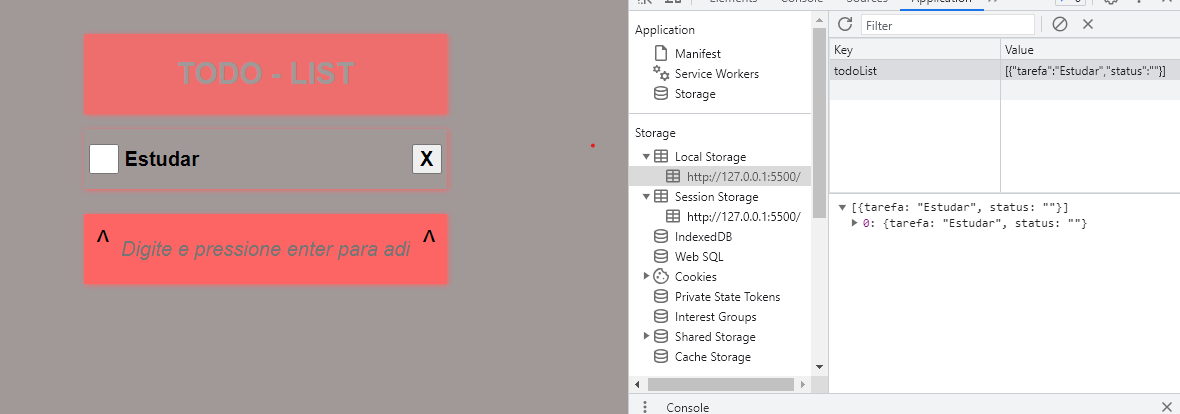 TODO - LIST
Estudar
X
^
Digite e pressione enter para adi
^
Elements Console Sources Application »
Application
Manifest
Service Workers
Storage
Storage
Local Storage
http://127.0.0.1:5500/
Session Storage
http://127.0.0.1:5500/
IndexedDB
Web SQL
Cookies
Private State Tokens
Interest Groups
Shared Storage
Cache Storage
Filter
Key Value
todoList [{"tarefa":"Estudar","status":""}]
[{tarefa: "Estudar", status: ""}]
0: {tarefa: "Estudar", status: ""}
Console